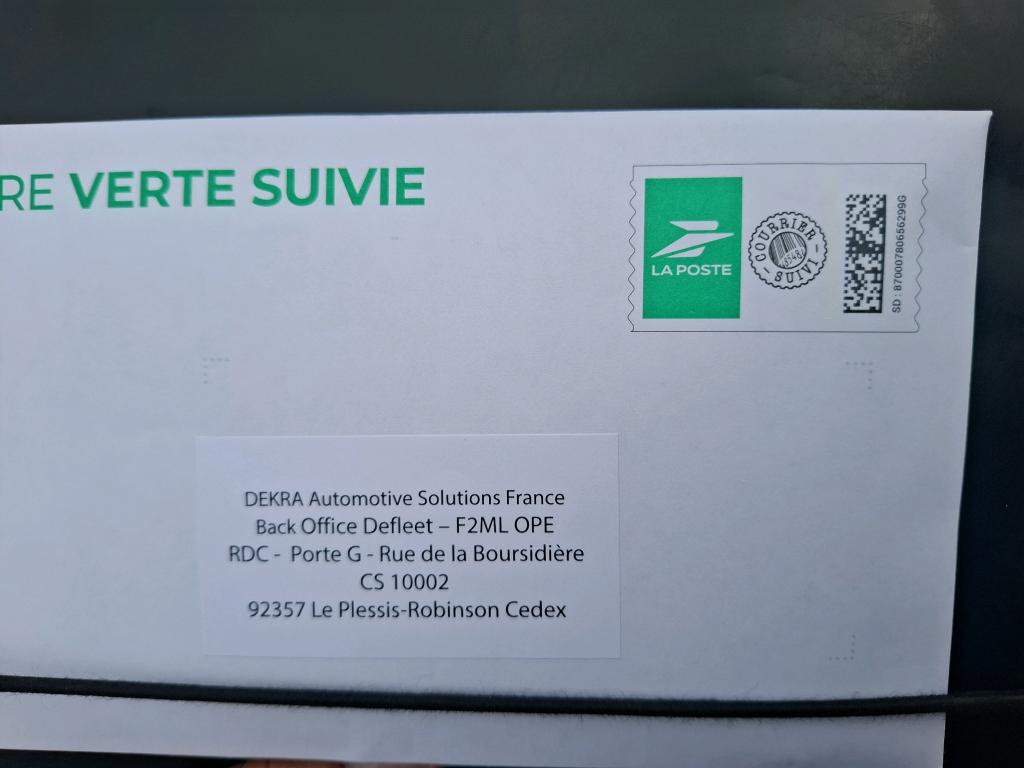 RE VERTE SUIVIE
LA POSTE
COURRIER
SUIVI
SD : 87000780656299G
DEKRA Automotive Solutions France
Back Office Defleet – F2ML OPE
RDC - Porte G - Rue de la Boursidière
CS 10002
92357 Le Plessis-Robinson Cedex